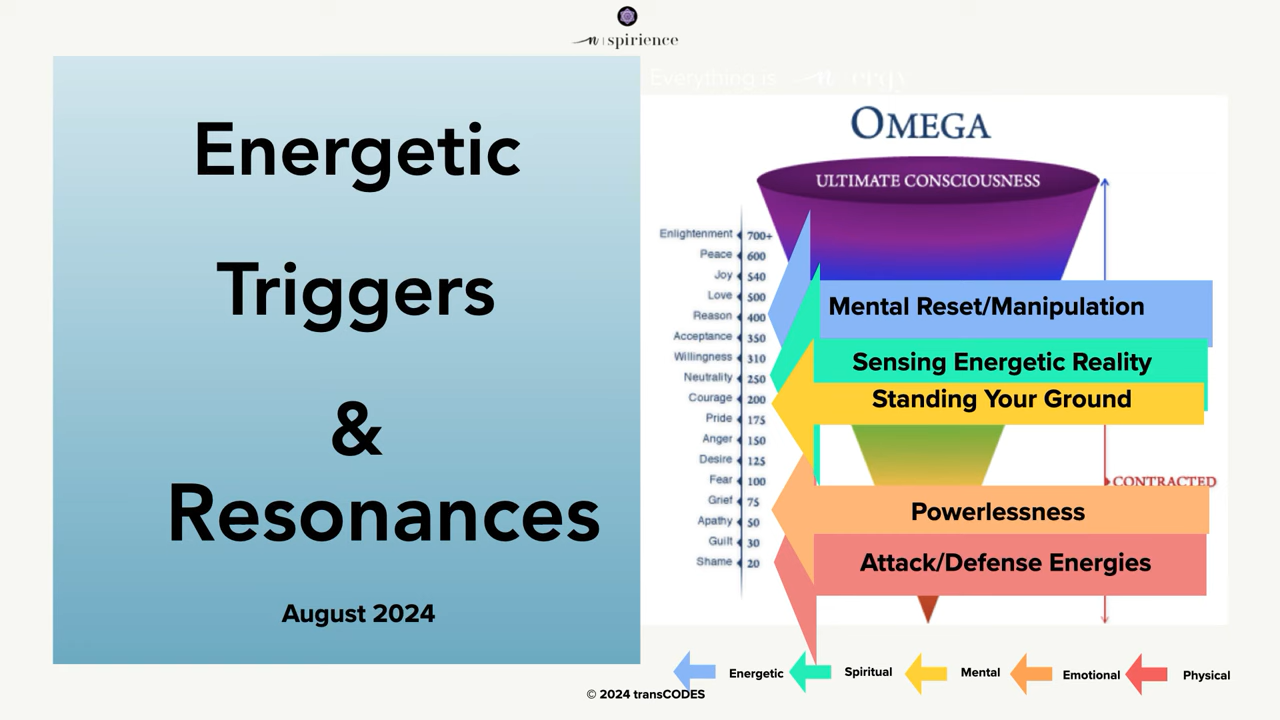 n|spirience
Everything is
Energetic
Triggers
&
Resonances
August 2024
OMEGA
ULTIMATE CONSCIOUSNESS
Enlightenment 700+
Peace 600
Joy 540
Love 500
Reason 400
Acceptance 350
Willingness 310
Neutrality 250
Courage 200
Pride 175
Anger 150
Desire 125
Fear 100
Grief 75
Apathy 50
Guilt 30
Shame 20
Mental Reset/Manipulation
Sensing Energetic Reality
Standing Your Ground
CONTRACTED
Powerlessness
Attack/Defense Energies
Energetic
Spiritual
Mental
Emotional
Physical
© 2024 transCODES